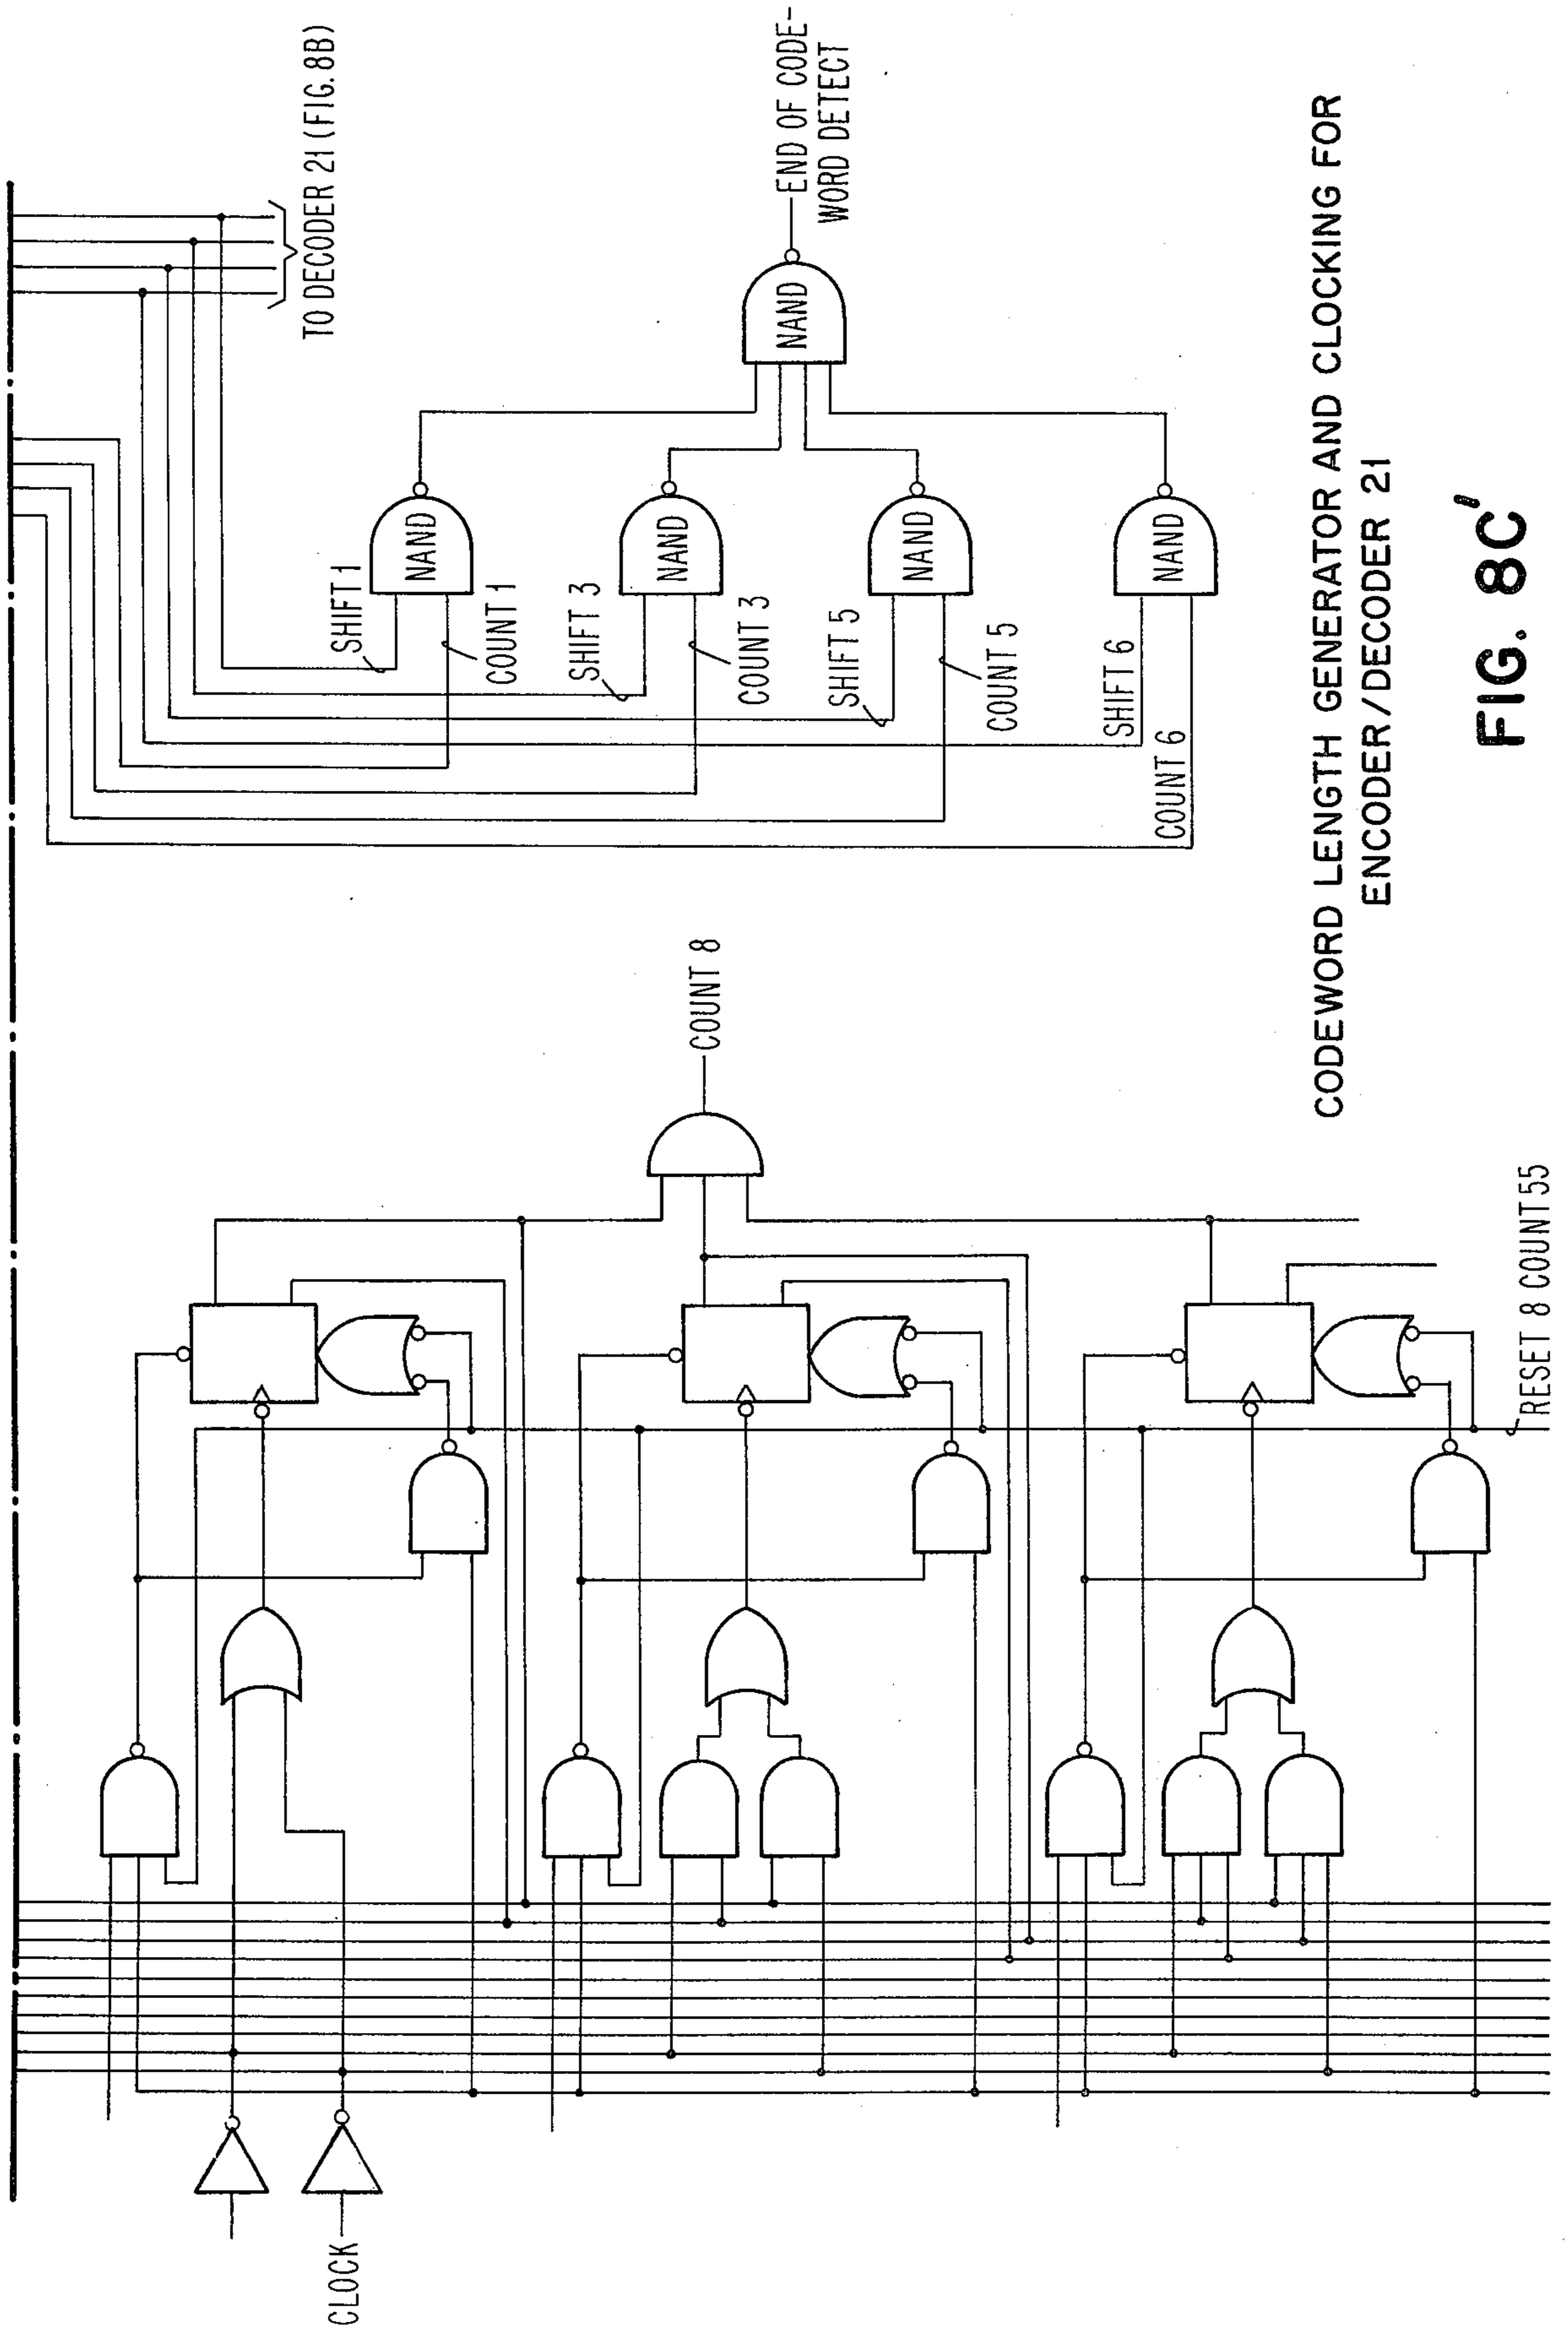 TO DECODER 21 (FIG. 8B)
SHIFT 1
NAND
COUNT 1
SHIFT 3
NAND
COUNT 3
SHIFT 5
NAND
COUNT 5
SHIFT 6
NAND
COUNT 6
NAND
END OF CODE-
WORD DETECT
CLOCK
COUNT 8
RESET 8 COUNT 55
CODEWORD LENGTH GENERATOR AND CLOCKING FOR
ENCODER/DECODER 21
FIG. 8C'